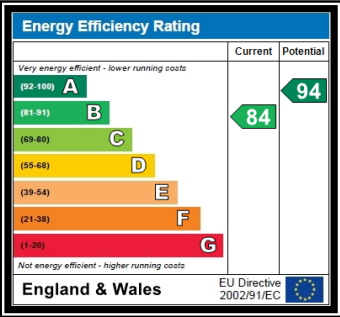 Energy Efficiency Rating
Current Potential
Very energy efficient - lower running costs
(92-100) A
94
(81-91) B
84
(69-80) C
(55-68) D
(39-54) E
(21-38) F
(1-20) G
Not energy efficient - higher running costs
England & Wales
EU Directive
2002/91/EC